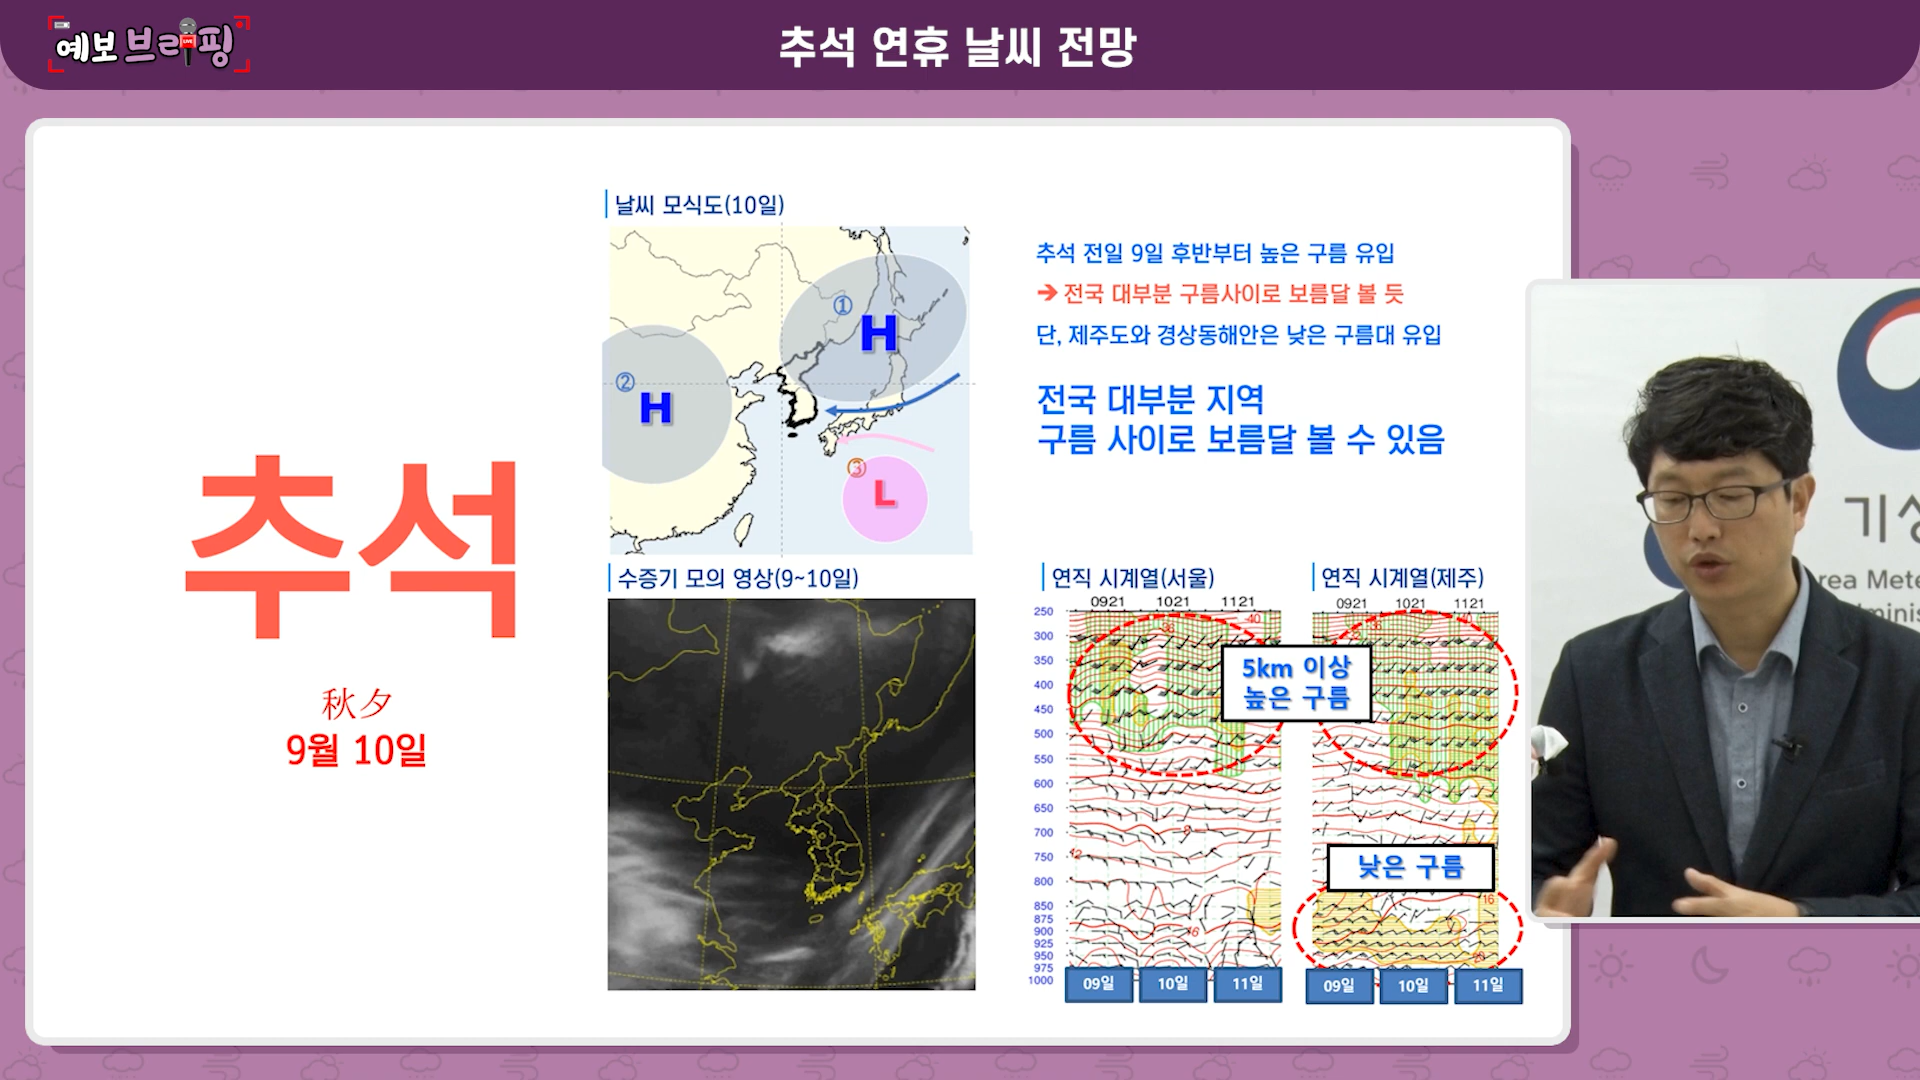 예보 브리핑
LIVE
추석 연휴 날씨 전망
추석
秋夕
9월 10일
날씨 모식도(10일)
① H
② H
③ L
추석 전일 9일 후반부터 높은 구름 유입
➔ 전국 대부분 구름사이로 보름달 볼 듯
단, 제주도와 경상동해안은 낮은 구름대 유입
전국 대부분 지역
구름 사이로 보름달 볼 수 있음
수증기 모의 영상(9~10일)
연직 시계열(서울)
0921 1021 1121
250
300
350
400
450
500
550
600
650
700
750
800
850
875
900
925
950
975
1000
09일 10일 11일
연직 시계열(제주)
0921 1021 1121
5km 이상
높은 구름
낮은 구름
16
09일 10일 11일
기상
rea Mete
minis